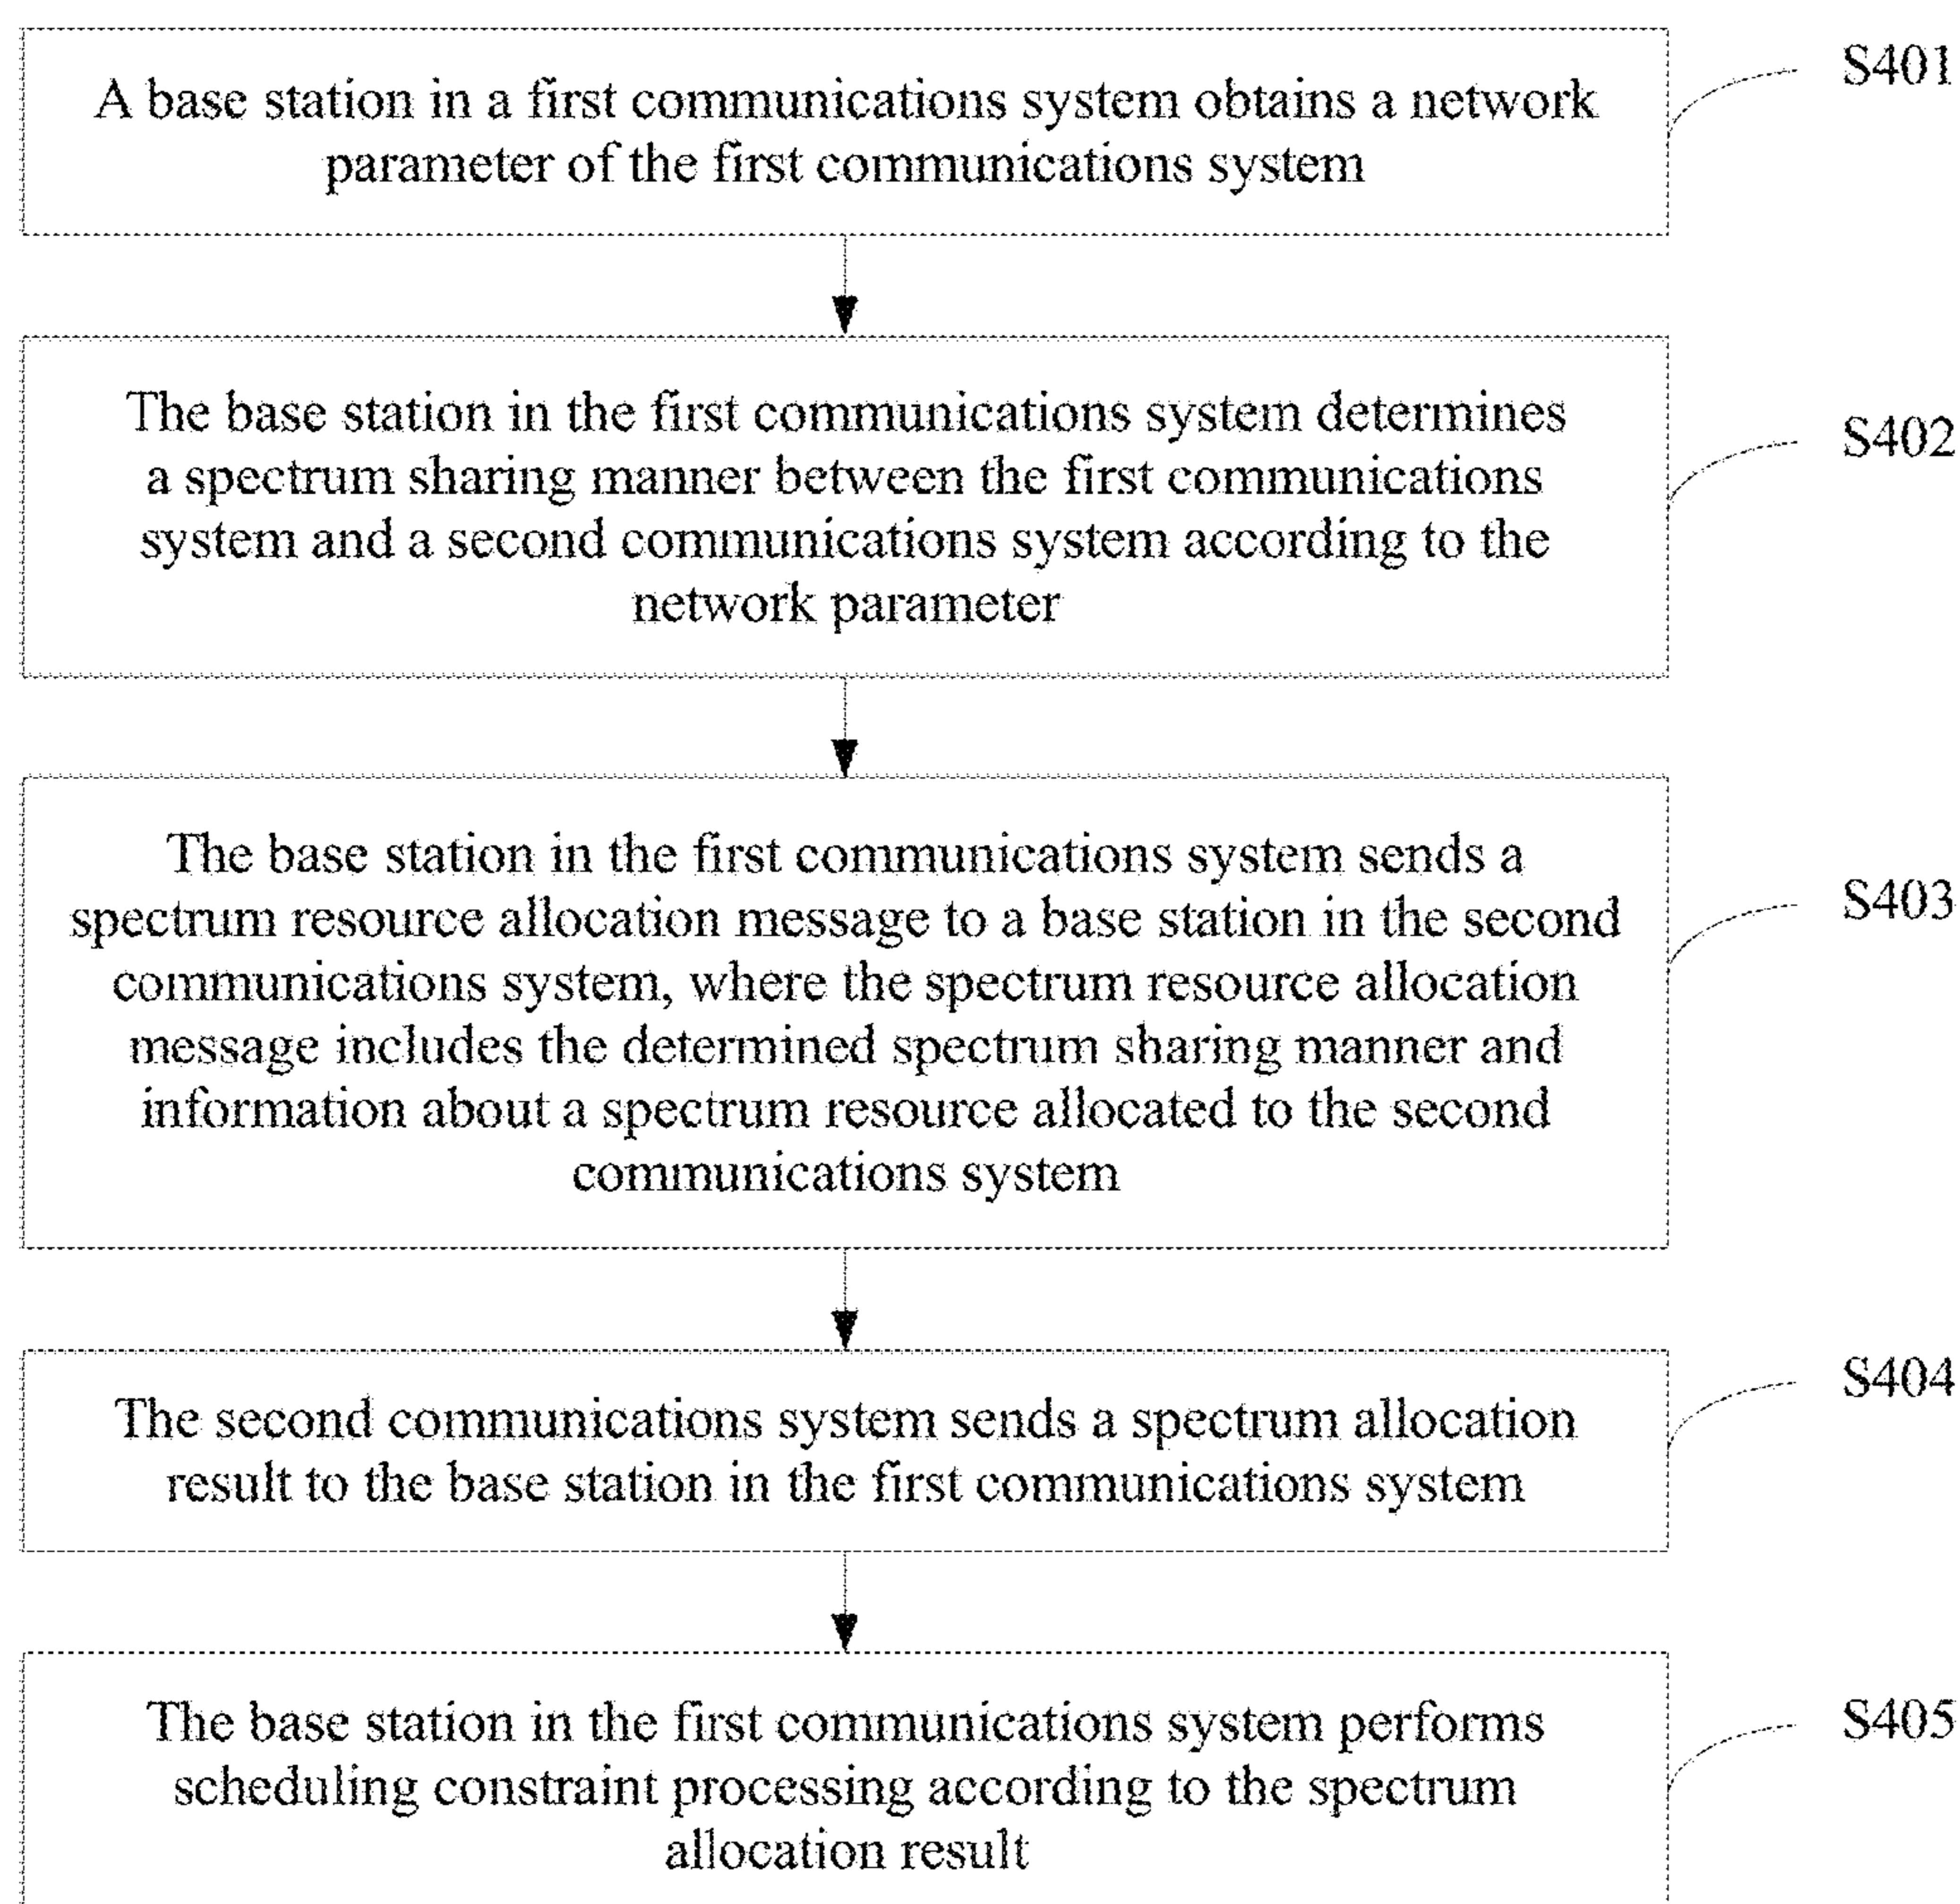 A base station in a first communications system obtains a network
parameter of the first communications system
S401
The base station in the first communications system determines
a spectrum sharing manner between the first communications
system and a second communications system according to the
network parameter
S402
The base station in the first communications system sends a
spectrum resource allocation message to a base station in the second
communications system, where the spectrum resource allocation
message includes the determined spectrum sharing manner and
information about a spectrum resource allocated to the second
communications system
S403
The second communications system sends a spectrum allocation
result to the base station in the first communications system
S404
The base station in the first communications system performs
scheduling constraint processing according to the spectrum
allocation result
S405